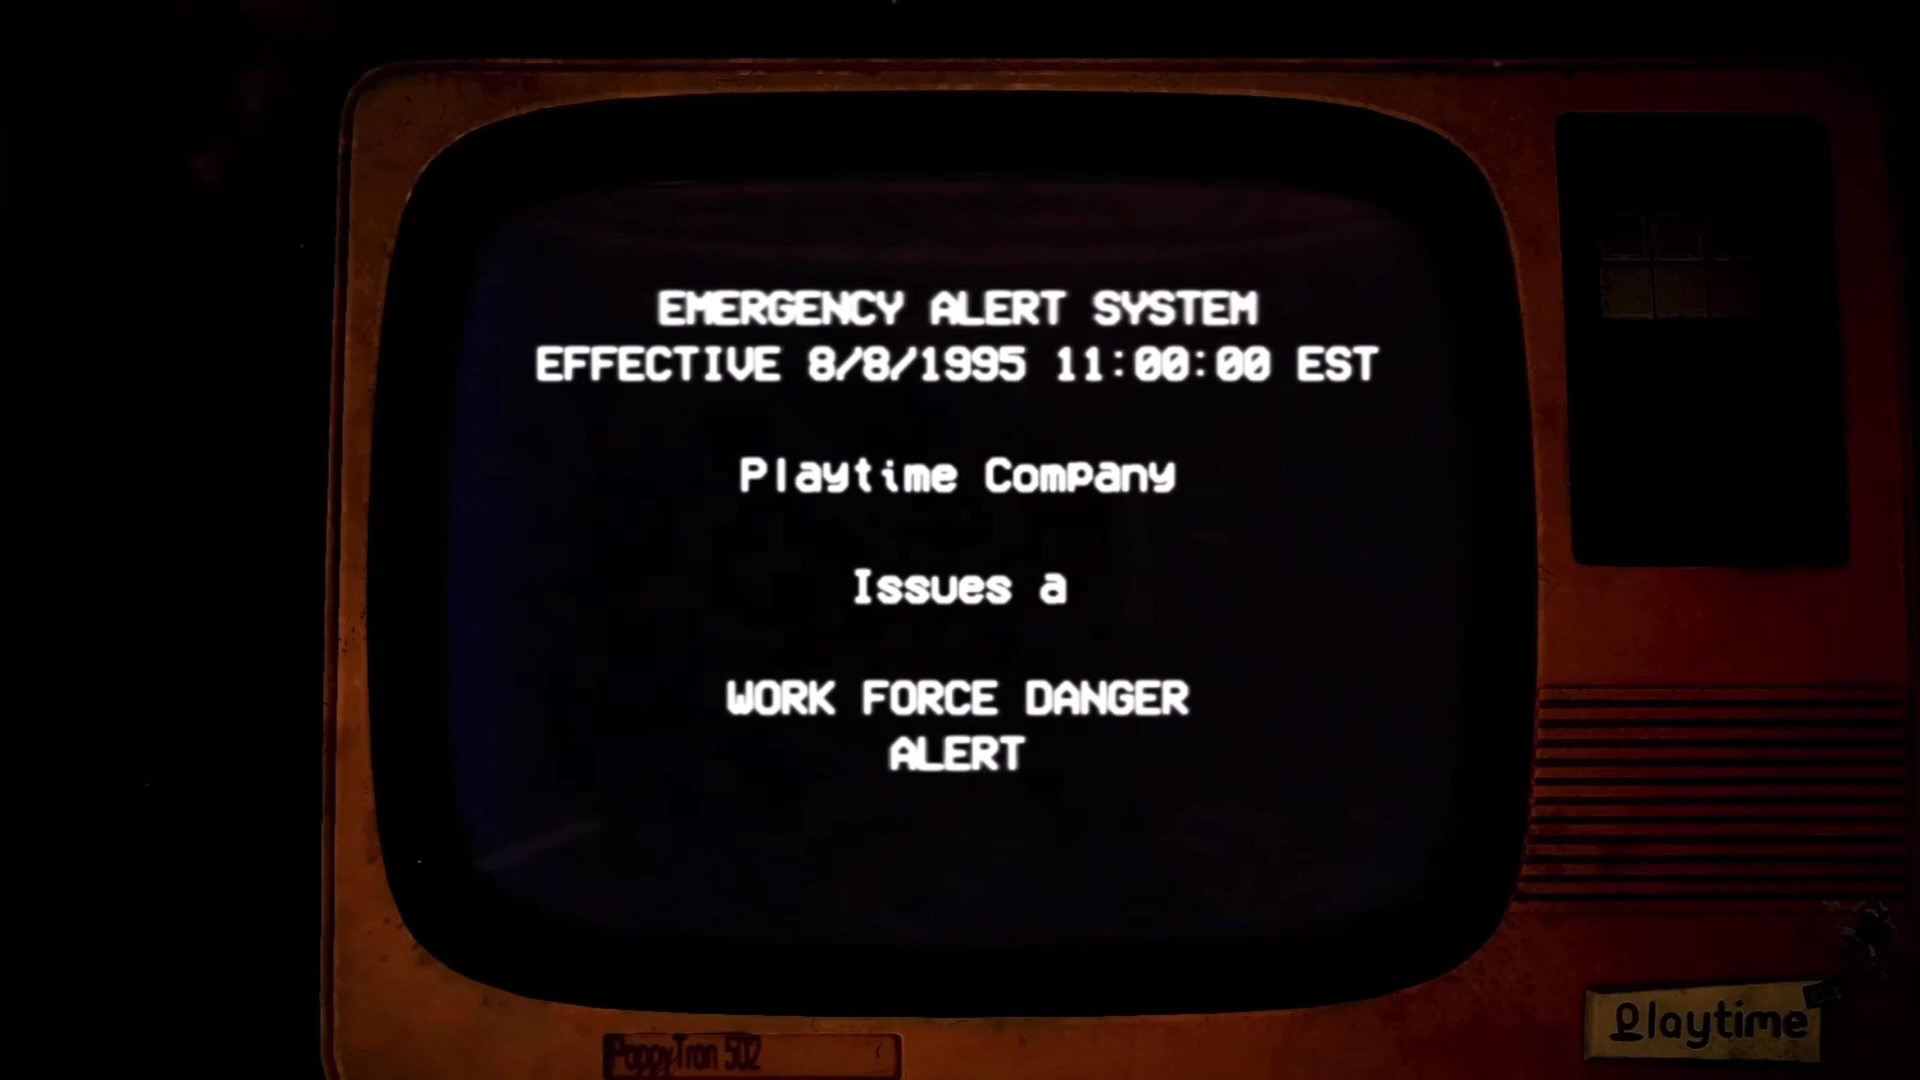 EMERGENCY ALERT SYSTEM
EFFECTIVE 8/8/1995 11:00:00 EST
Playtime Company
Issues a
WORK FORCE DANGER
ALERT
PoppyTron 502
Playtime